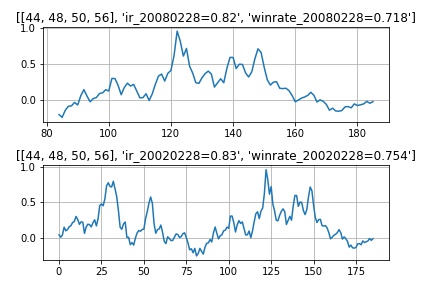 [[44, 48, 50, 56], 'ir_20080228=0.82', 'winrate_20080228=0.718']
1.0
0.5
0.0
80 100 120 140 160 180
[[44, 48, 50, 56], 'ir_20020228=0.83', 'winrate_20020228=0.754']
1.0
0.5
0.0
0 25 50 75 100 125 150 175